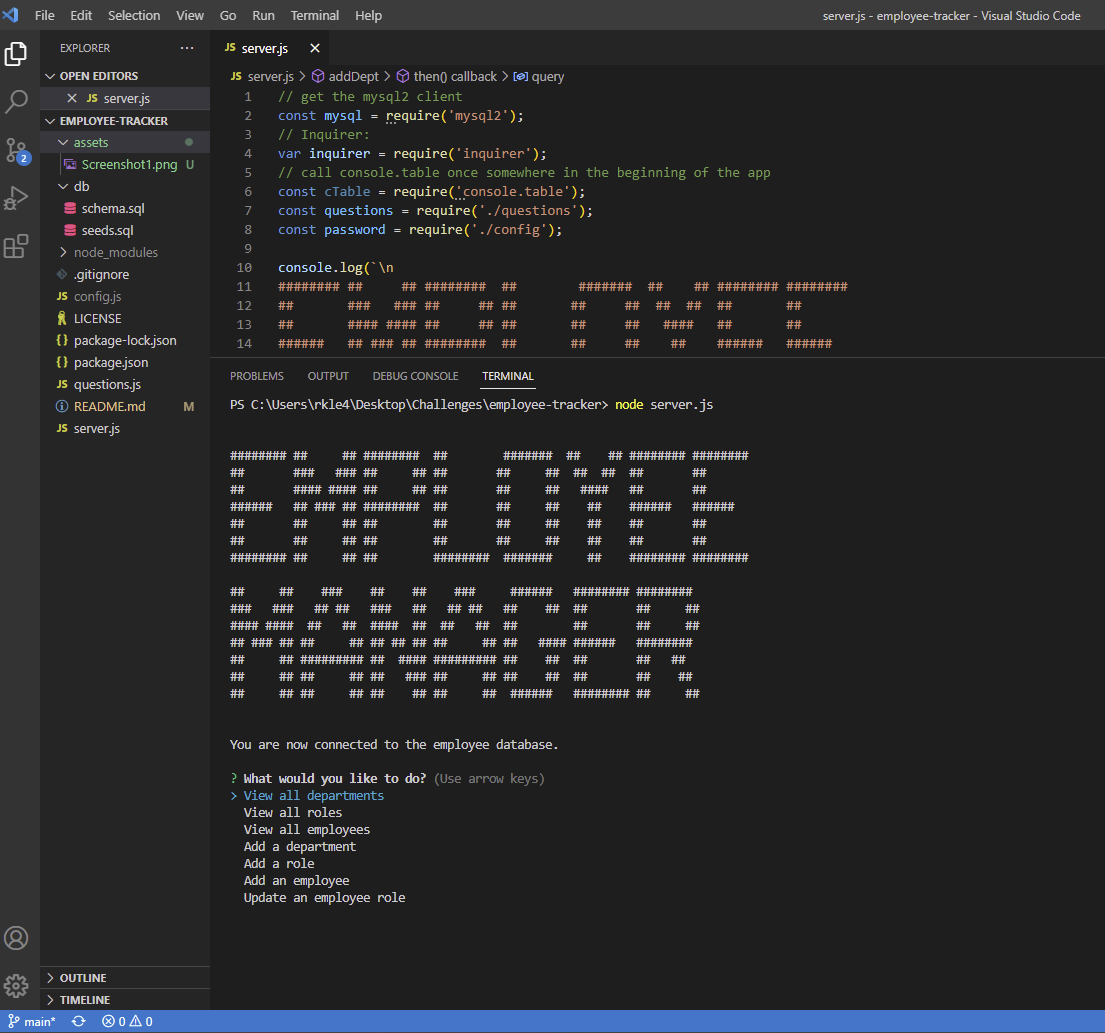 File Edit Selection View Go Run Terminal Help
server.js - employee-tracker - Visual Studio Code
EXPLORER ···
OPEN EDITORS
JS server.js
EMPLOYEE-TRACKER
assets
Screenshot1.png U
db
schema.sql
seeds.sql
node_modules
.gitignore
JS config.js
LICENSE
{} package-lock.json
{} package.json
JS questions.js
README.md M
JS server.js
OUTLINE
TIMELINE
2
JS server.js
JS server.js > addDept > then() callback > query
1 // get the mysql2 client
2 const mysql = require('mysql2');
3 // Inquirer:
4 var inquirer = require('inquirer');
5 // call console.table once somewhere in the beginning of the app
6 const cTable = require('console.table');
7 const questions = require('./questions');
8 const password = require('./config');
9
10 console.log(`\n
11 ######## ##     ## ########  ##        #######  ##    ## ######## ########
12 ##       ###   ### ##     ## ##       ##     ##  ##  ##  ##       ##
13 ##       #### #### ##     ## ##       ##     ##   ####   ##       ##
14 ######   ## ### ## ########  ##       ##     ##    ##    ######   ######
PROBLEMS OUTPUT DEBUG CONSOLE TERMINAL
PS C:\Users\rkle4\Desktop\Challenges\employee-tracker> node server.js
######## ##     ## ########  ##        #######  ##    ## ######## ########
##       ###   ### ##     ## ##       ##     ##  ##  ##  ##       ##
##       #### #### ##     ## ##       ##     ##   ####   ##       ##
######   ## ### ## ########  ##       ##     ##    ##    ######   ######
##       ##     ## ##        ##       ##     ##    ##    ##       ##
##       ##     ## ##        ##       ##     ##    ##    ##       ##
######## ##     ## ##        ########  #######     ##    ######## ########
##     ##    ###    ##    ##    ###     ######   ######## ########
###   ###   ## ##   ###   ##   ## ##   ##    ##  ##       ##     ##
#### ####  ##   ##  ####  ##  ##   ##  ##        ##       ##     ##
## ### ## ##     ## ## ## ## ##     ## ##   #### ######   ########
##     ## ######### ##  #### ######### ##    ##  ##       ##   ##
##     ## ##     ## ##   ### ##     ## ##    ##  ##       ##    ##
##     ## ##     ## ##    ## ##     ##  ######   ######## ##     ##
You are now connected to the employee database.
? What would you like to do? (Use arrow keys)
> View all departments
View all roles
View all employees
Add a department
Add a role
Add an employee
Update an employee role
main* 0 0